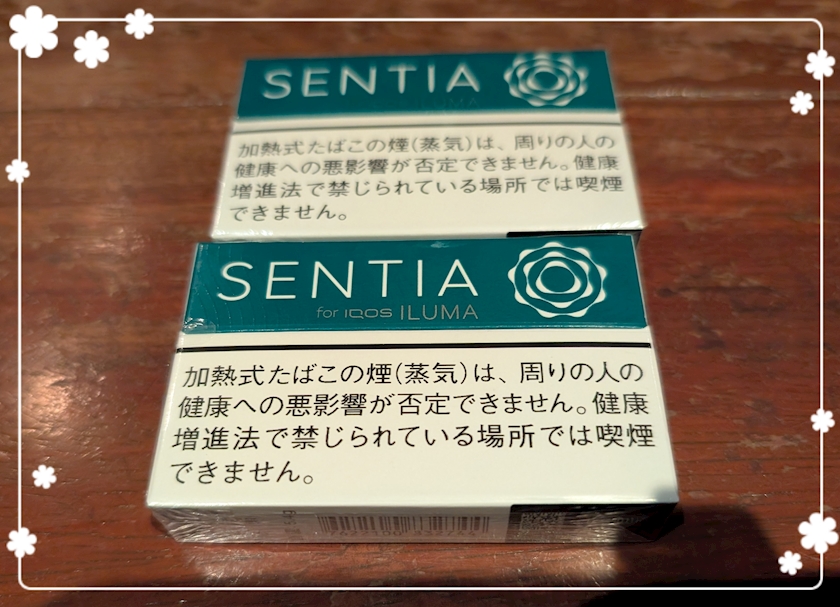 SENTIA
加熱式たばこの煙(蒸気)は、周りの人の
健康への悪影響が否定できません。健康
増進法で禁じられている場所では喫煙
できません。
SENTIA
for IQOS ILUMA
加熱式たばこの煙(蒸気)は、周りの人の
健康への悪影響が否定できません。健康
増進法で禁じられている場所では喫煙
できません。